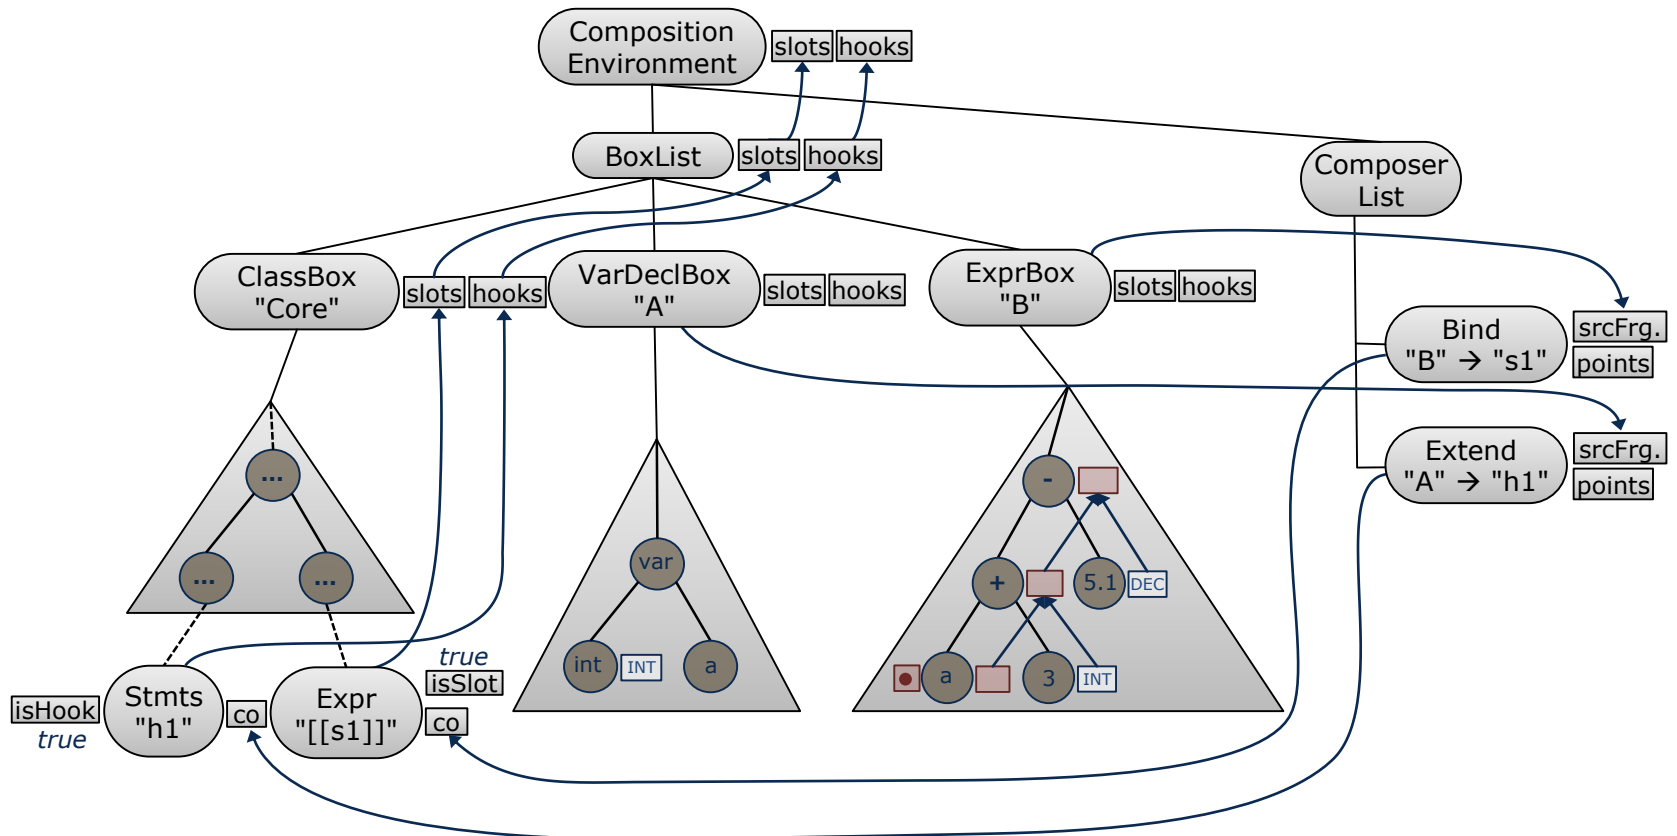 Composition
Environment
slots
hooks
BoxList
slots
hooks
Composer
List
ClassBox
"Core"
slots
hooks
VarDeclBox
"A"
slots
hooks
ExprBox
"B"
slots
hooks
Bind
"B" → "s1"
srcFrg.
points
Extend
"A" → "h1"
srcFrg.
points
...
...
...
var
int
INT
a
-
+
5.1
DEC
a
3
INT
isHook
true
Stmts
"h1"
co
Expr
"[[s1]]"
true
isSlot
co